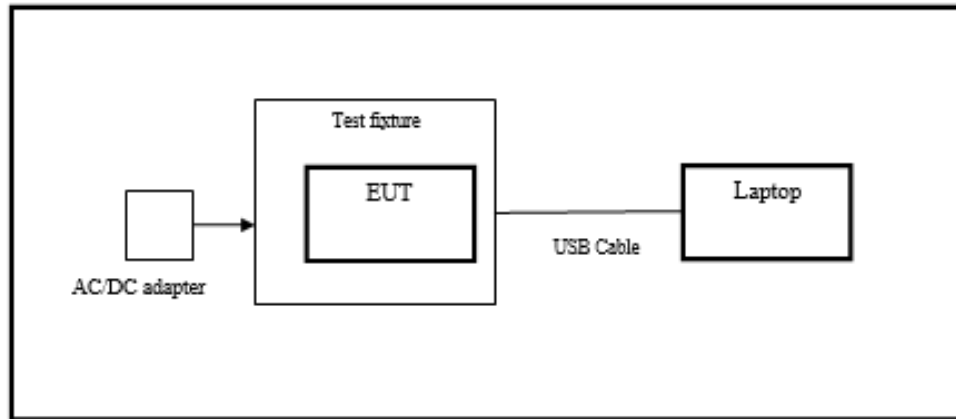 Test fixture
EUT
Laptop
USB Cable
AC/DC adapter